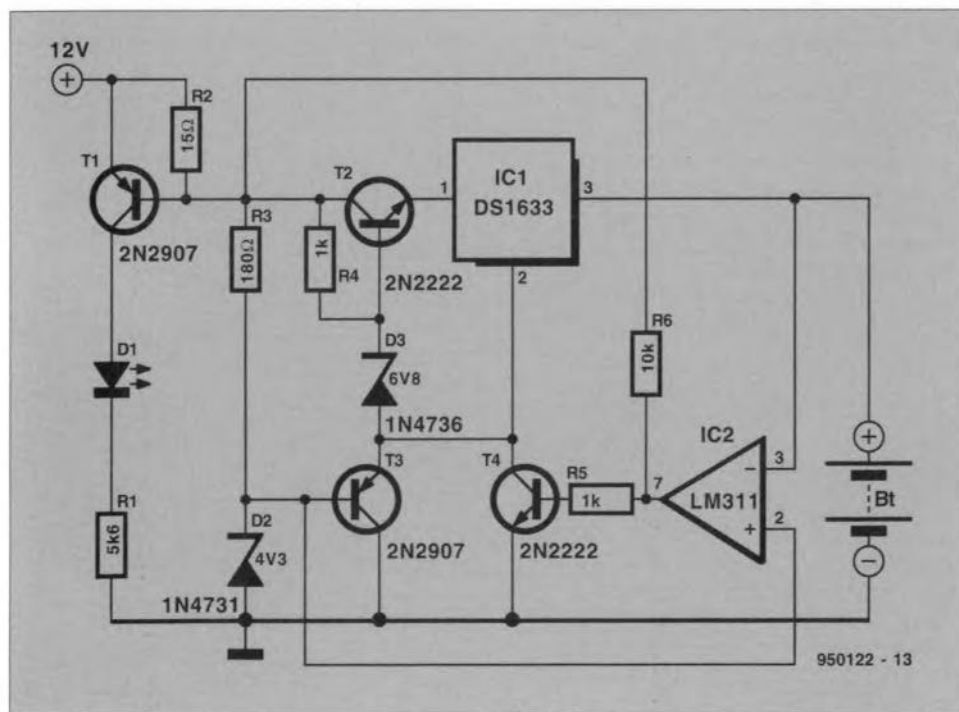 12V
R2
15Ω
T1
2N2907
R3
180Ω
T2
1k
R4
2N2222
1
IC1
DS1633
3
2
D1
R1
5k6
D3
6V8
1N4736
R6
10k
IC2
T3
T4
R5
1k
7
LM311
3
−
+
2
D2
4V3
1N4731
2N2907
2N2222
Bt
950122 - 13